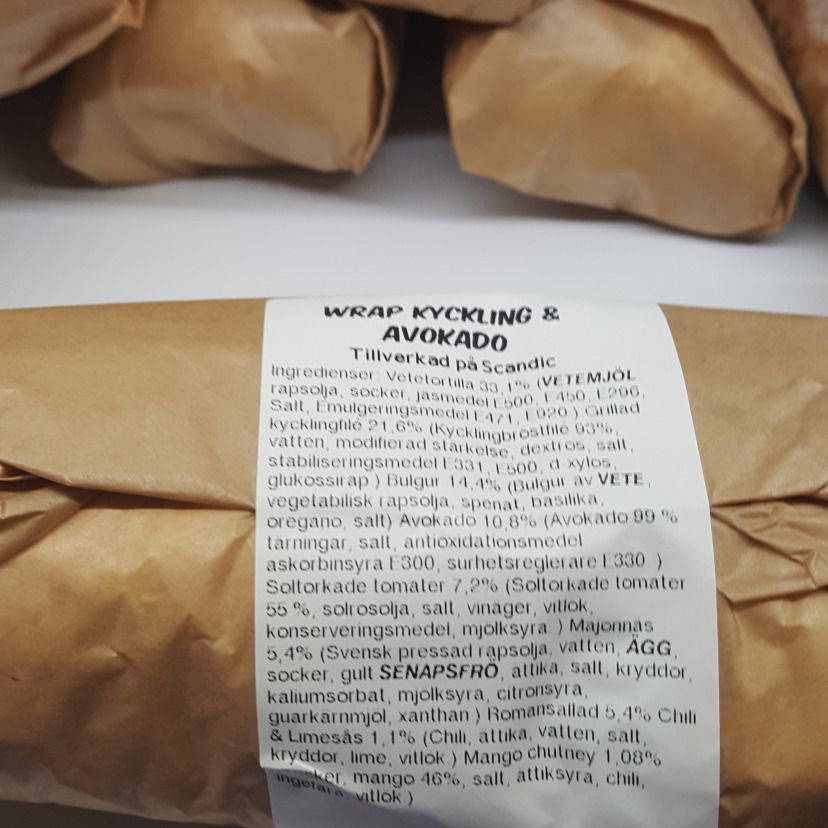 WRAP KYCKLING &
AVOKADO
Tillverkad på Scandic
Ingredienser: Vetetortilla 33,1% (VETEMJÖL
rapsolja, socker, jäsmedel E500, E450, E296,
Salt, Emulgeringsmedel E471, E920 ) Grillad
kycklingfilé 21,6% (Kycklingbröstfilé 93%,
vatten, modifierad stärkelse, dextros, salt,
stabiliseringsmedel E331, E500, d xylos,
glukossirap ) Bulgur 14,4% (Bulgur av VETE,
vegetabilisk rapsolja, spenat, basilika,
oregano, salt) Avokado 10,8% (Avokado 99 %
tärningar, salt, antioxidationsmedel
askorbinsyra E300, surhetsreglerare E330 )
Soltorkade tomater 7,2% (Soltorkade tomater
55 %, solrosolja, salt, vinäger, vitlök,
konserveringsmedel, mjölksyra ) Majonnäs
5,4% (Svensk pressad rapsolja, vatten, ÄGG,
socker, gult SENAPSFRÖ, ättika, salt, kryddor,
kaliumsorbat, mjölksyra, citronsyra,
guarkärnmjöl, xanthan ) Romansallad 5,4% Chili
& Limesås 1,1% (Chili, ättika, vatten, salt,
kryddor, lime, vitlök ) Mango chutney 1,08%
mango 46%, salt, ättiksyra, chili,
ingefära, vitlök )